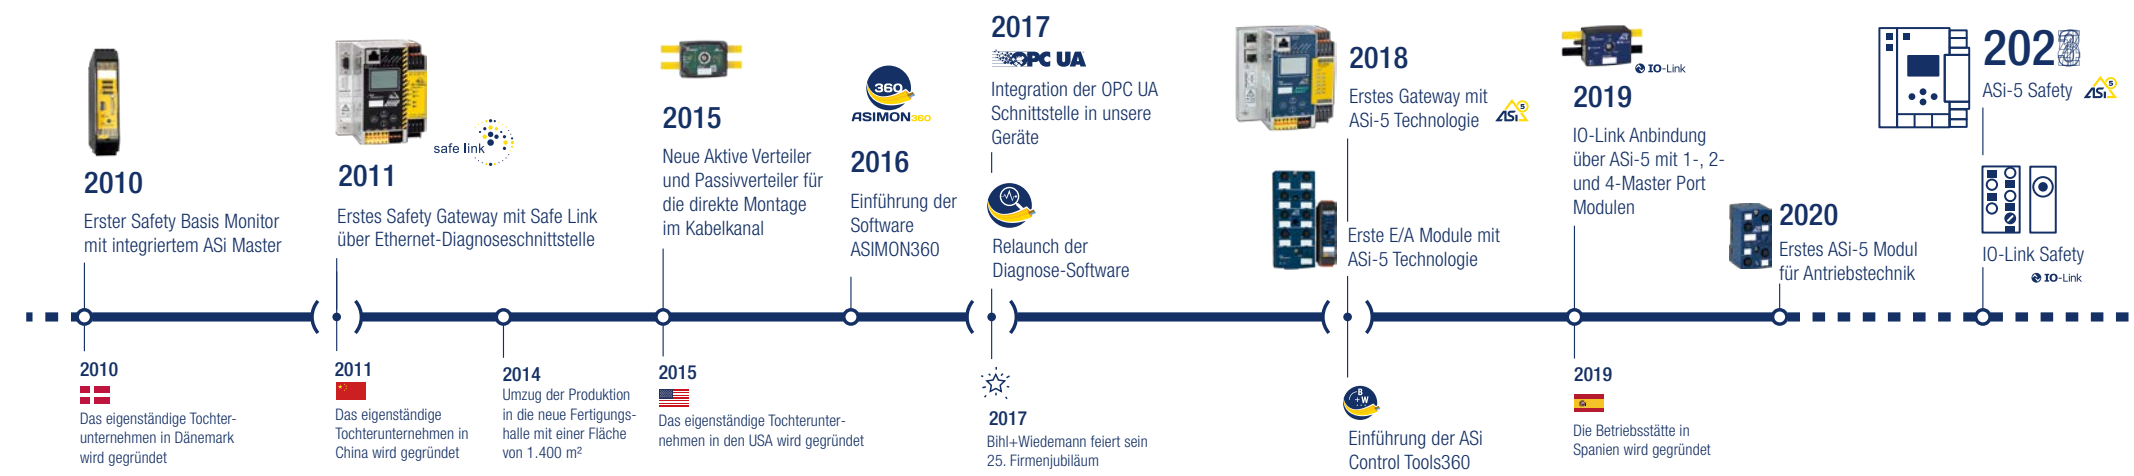 2010
Erster Safety Basis Monitor
mit integriertem ASi Master
safe link
2011
Erstes Safety Gateway mit Safe Link
über Ethernet-Diagnoseschnittstelle
2015
Neue Aktive Verteiler
und Passivverteiler für
die direkte Montage
im Kabelkanal
360
ASIMON360
2016
Einführung der
Software
ASIMON360
2017
OPC UA
Integration der OPC UA
Schnittstelle in unsere
Geräte
Relaunch der
Diagnose-Software
2018
Erstes Gateway mit
ASi-5 Technologie
ASi 5
Erste E/A Module mit
ASi-5 Technologie
IO-Link
2019
IO-Link Anbindung
über ASi-5 mit 1-, 2-
und 4-Master Port
Modulen
2020
Erstes ASi-5 Modul
für Antriebstechnik
202
ASi-5 Safety
ASi 5
IO-Link Safety
IO-Link
2010
Das eigenständige Tochter-
unternehmen in Dänemark
wird gegründet
2011
Das eigenständige
Tochterunternehmen in
China wird gegründet
2014
Umzug der Produktion
in die neue Fertigungs-
halle mit einer Fläche
von 1.400 m²
2015
Das eigenständige Tochterunter-
nehmen in den USA wird gegründet
2017
Bihl+Wiedemann feiert sein
25. Firmenjubiläum
B
+W
Einführung der ASi
Control Tools360
2019
Die Betriebsstätte in
Spanien wird gegründet